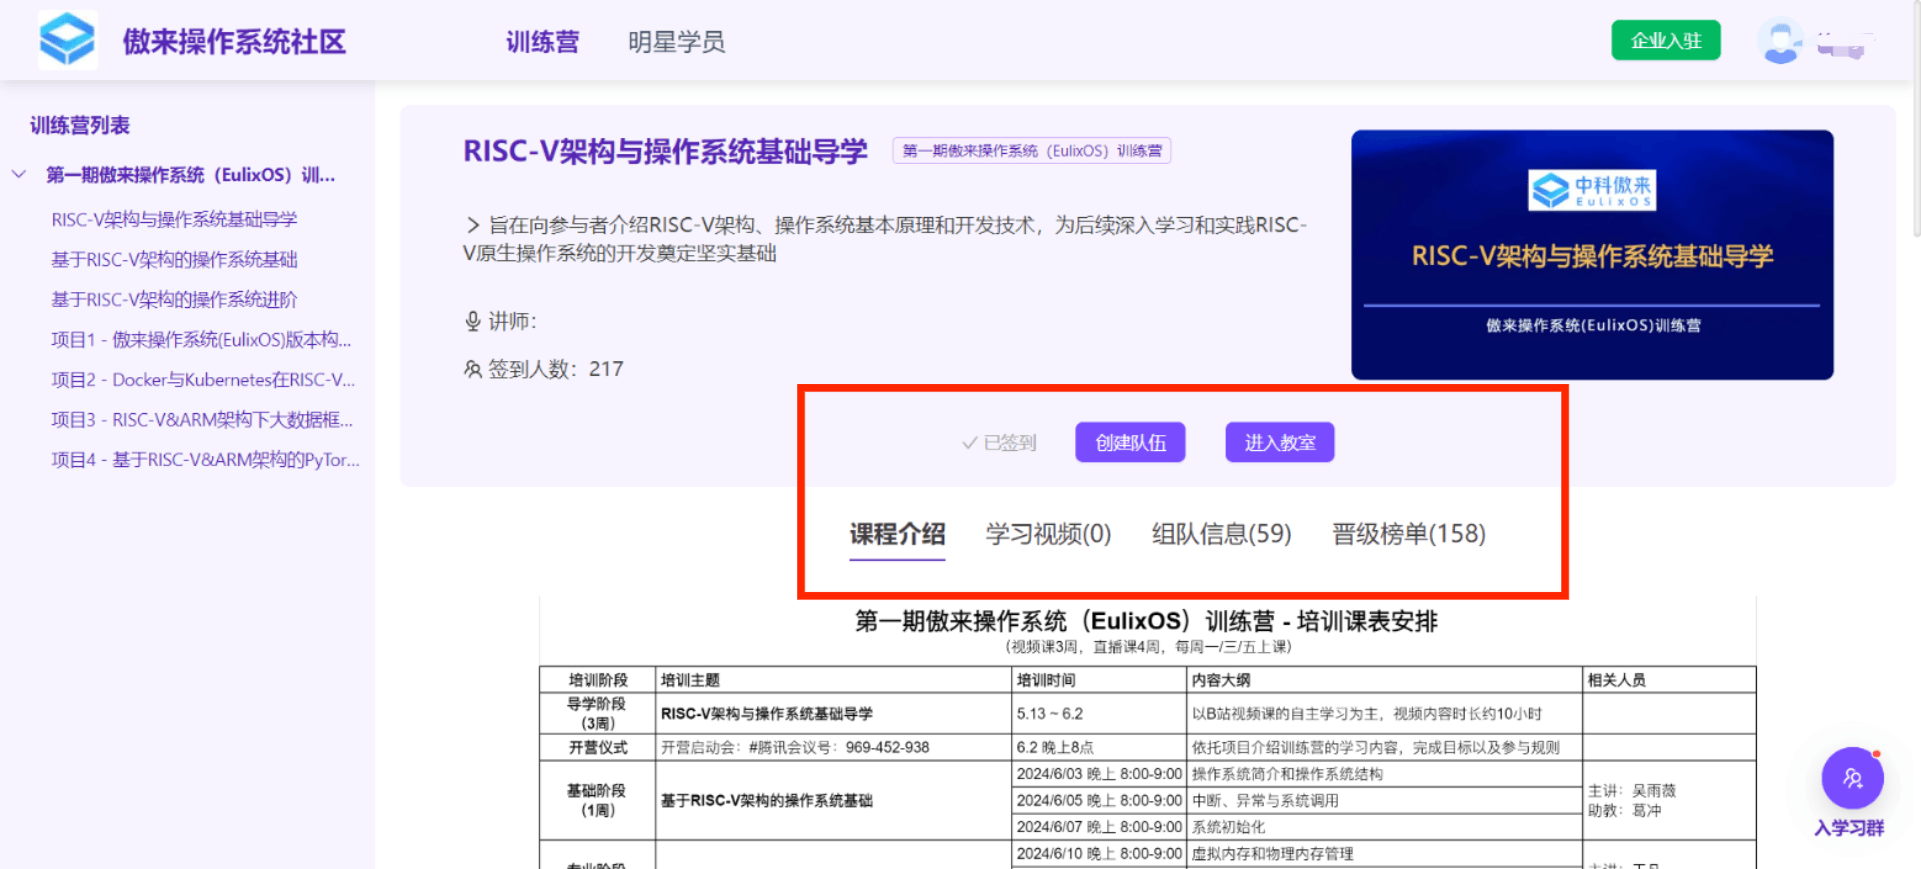 傲来操作系统社区
训练营
明星学员
企业入驻
训练营列表
第一期傲来操作系统（EulixOS）训...
RISC-V架构与操作系统基础导学
基于RISC-V架构的操作系统基础
基于RISC-V架构的操作系统进阶
项目1 - 傲来操作系统(EulixOS)版本构...
项目2 - Docker与Kubernetes在RISC-V...
项目3 - RISC-V&ARM架构下大数据框...
项目4 - 基于RISC-V&ARM架构的PyTor...
RISC-V架构与操作系统基础导学
第一期傲来操作系统（EulixOS）训练营
> 旨在向参与者介绍RISC-V架构、操作系统基本原理和开发技术，为后续深入学习和实践RISC-
V原生操作系统的开发奠定坚实基础
讲师：
签到人数：217
中科傲来
EulixOS
RISC-V架构与操作系统基础导学
傲来操作系统(EulixOS)训练营
已签到
创建队伍
进入教室
课程介绍
学习视频(0)
组队信息(59)
晋级榜单(158)
第一期傲来操作系统（EulixOS）训练营 - 培训课表安排
（视频课3周，直播课4周，每周一/三/五上课）
培训阶段 培训主题 培训时间 内容大纲 相关人员
导学阶段
（3周）
RISC-V架构与操作系统基础导学 5.13 ~ 6.2 以B站视频课的自主学习为主，视频内容时长约10小时
开营仪式 开营启动会：#腾讯会议号：969-452-938 6.2 晚上8点 依托项目介绍训练营的学习内容，完成目标以及参与规则
基础阶段
（1周）
基于RISC-V架构的操作系统基础
2024/6/03 晚上 8:00-9:00 操作系统简介和操作系统结构
2024/6/05 晚上 8:00-9:00 中断、异常与系统调用
2024/6/07 晚上 8:00-9:00 系统初始化
主讲：吴雨薇
助教：葛冲
2024/6/10 晚上 8:00-9:00 虚拟内存和物理内存管理
入学习群